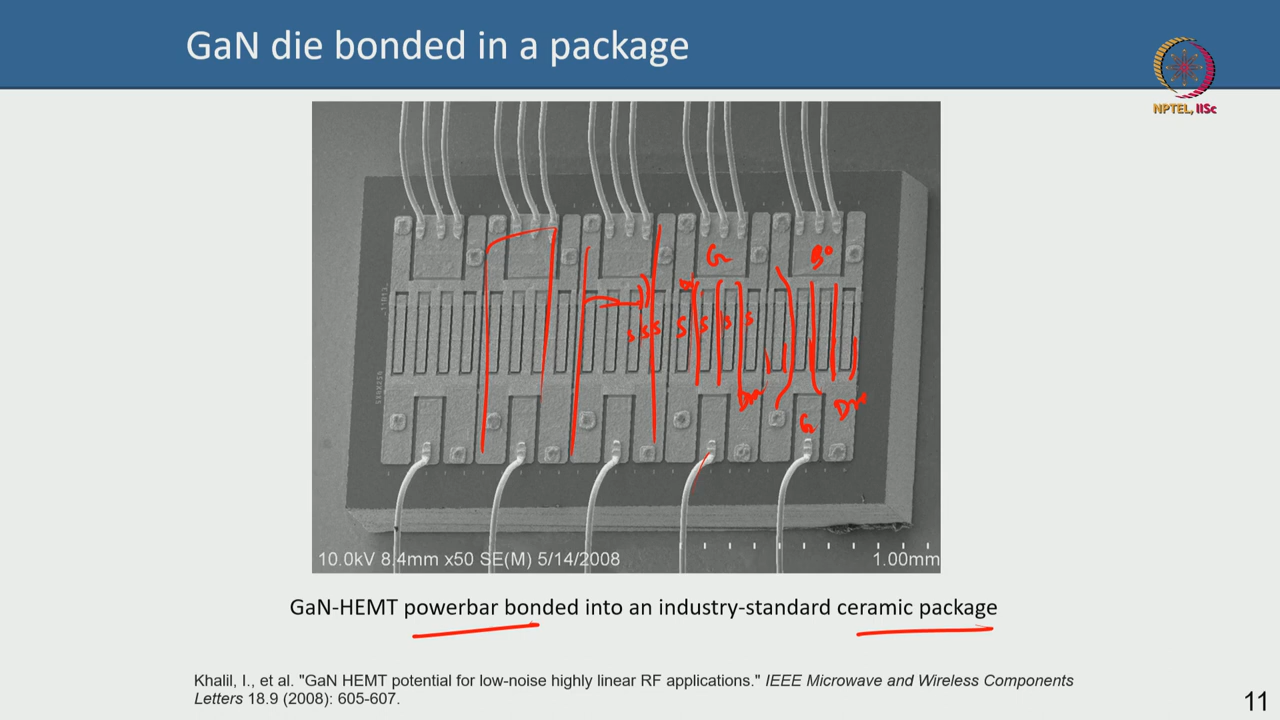 GaN die bonded in a package
NPTEL, IISc
G
S
S
S
S
S
S
S
G
10.0kV 8.4mm x50 SE(M) 5/14/2008
1.00mm
GaN-HEMT powerbar bonded into an industry-standard ceramic package
Khalil, I., et al. "GaN HEMT potential for low-noise highly linear RF applications." IEEE Microwave and Wireless Components
Letters 18.9 (2008): 605-607.
11